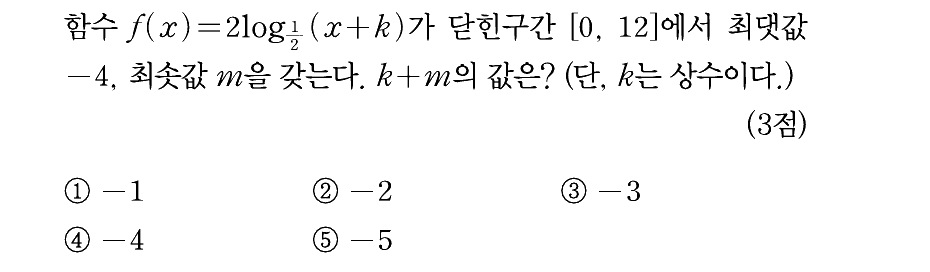 함수 f(x)=2log_{\frac{1}{2}}(x+k)가 닫힌구간 [0, 12]에서 최댓값
-4, 최솟값 m을 갖는다. k+m의 값은? (단, k는 상수이다.)
(3점)
① -1 ② -2 ③ -3
④ -4 ⑤ -5